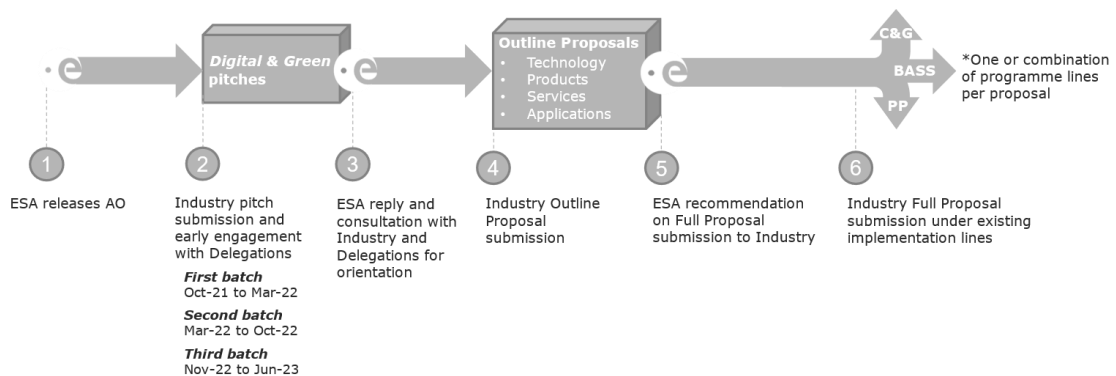 Digital & Green
pitches
Outline Proposals
• Technology
• Products
• Services
• Applications
C&G
BASS
PP
*One or combination
of programme lines
per proposal
1
ESA releases AO
2
Industry pitch
submission and
early engagement
with Delegations
First batch
Oct-21 to Mar-22
Second batch
Mar-22 to Oct-22
Third batch
Nov-22 to Jun-23
3
ESA reply and
consultation with
Industry and
Delegations for
orientation
4
Industry Outline
Proposal
submission
5
ESA recommendation
on Full Proposal
submission to Industry
6
Industry Full Proposal
submission under existing
implementation lines